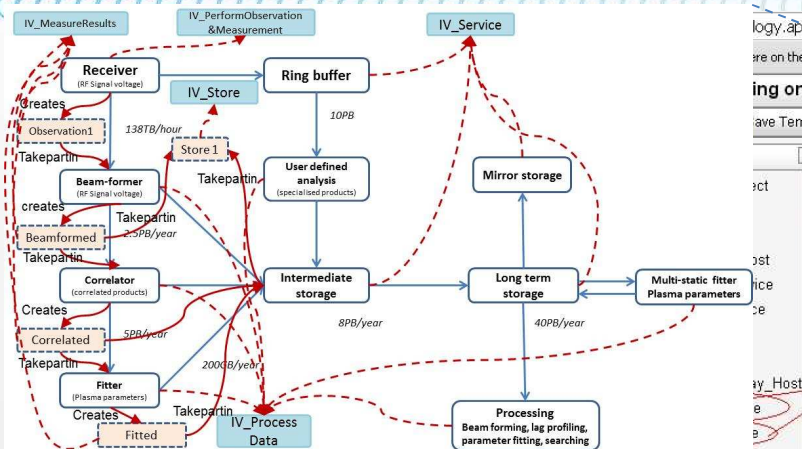 IV_MeasureResults
IV_PerformObservation
&Measurement
IV_Service
Receiver
(RF Signal voltage)
Ring buffer
IV_Store
Creates
Observation1
138TB/hour
10PB
Store 1
Takepartin
Beam-former
(RF Signal voltage)
Takepartin
User defined
analysis
(specialised products)
Mirror storage
creates
Takepartin
Beamformed
2.5PB/year
Takepartin
Correlator
(correlated products)
Intermediate
storage
Long term
storage
Multi-static fitter
Plasma parameters
Creates
5PB/year
8PB/year
40PB/year
Correlated
Takepartin
200GB/year
Fitter
(Plasma parameters)
Creates
Takepartin
Fitted
IV_Process
Data
Processing
Beam forming, lag profiling,
parameter fitting, searching
logy.ap
ere on the
ing or
ect
ost
ice
ce
ay_Host